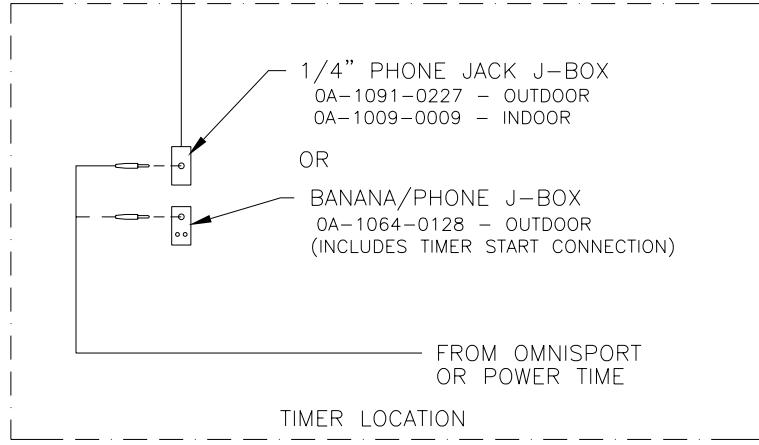 1/4” PHONE JACK J-BOX
0A-1091-0227 - OUTDOOR
0A-1009-0009 - INDOOR
OR
BANANA/PHONE J-BOX
0A-1064-0128 - OUTDOOR
(INCLUDES TIMER START CONNECTION)
FROM OMNISPORT
OR POWER TIME
TIMER LOCATION